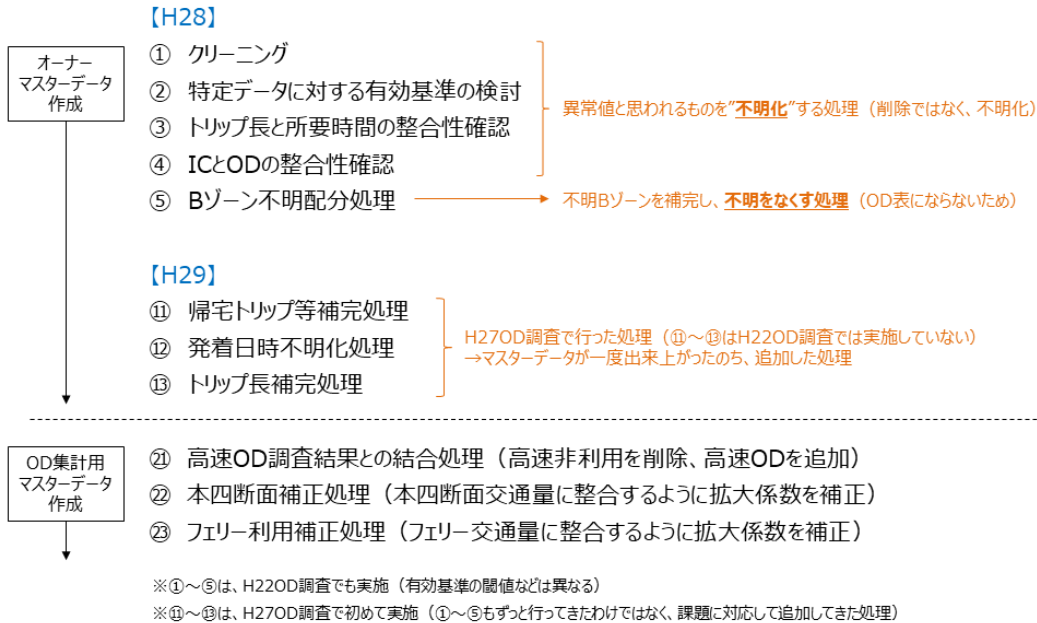 【H28】
オーナー
マスターデータ
作成
① クリーニング
② 特定データに対する有効基準の検討
③ トリップ長と所要時間の整合性確認
④ ICとODの整合性確認
⑤ Bゾーン不明配分処理
異常値と思われるものを”不明化”する処理（削除ではなく、不明化）
不明Bゾーンを補完し、不明をなくす処理（OD表にならないため）
【H29】
⑪ 帰宅トリップ等補完処理
⑫ 発着日時不明化処理
⑬ トリップ長補完処理
H27OD調査で行った処理（⑪～⑬はH22OD調査では実施していない）
→マスターデータが一度出来上がったのち、追加した処理
OD集計用
マスターデータ
作成
㉑ 高速OD調査結果との結合処理（高速非利用を削除、高速ODを追加）
㉒ 本四断面補正処理（本四断面交通量に整合するように拡大係数を補正）
㉓ フェリー利用補正処理（フェリー交通量に整合するように拡大係数を補正）
※①～⑤は、H22OD調査でも実施（有効基準の閾値などは異なる）
※⑪～⑬は、H27OD調査で初めて実施（①～⑤もずっと行ってきたわけではなく、課題に対応して追加してきた処理）